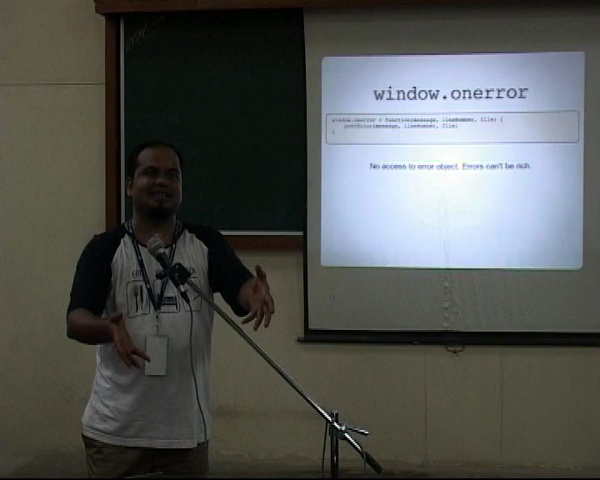 window.onerror
window.onerror = function(message, lineNumber, file) {
postError(message, lineNumber, file);
}
No access to error object. Errors can't be rich.